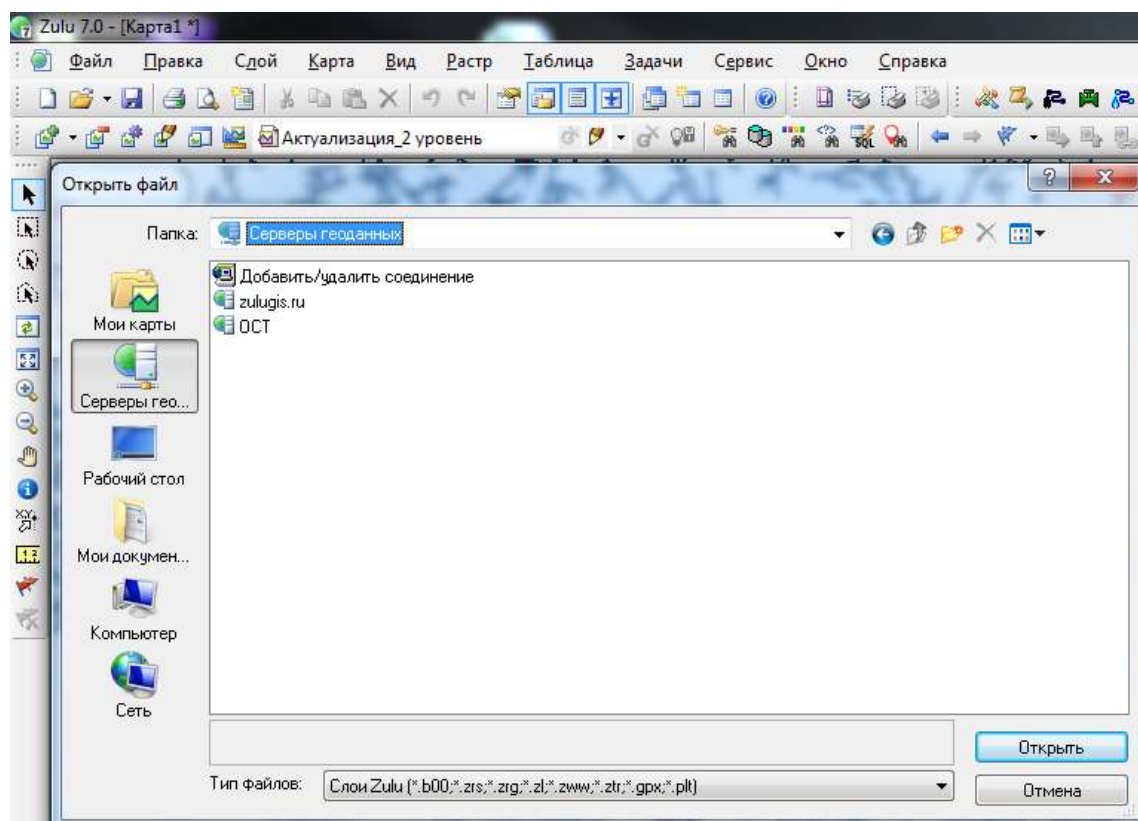 Zulu 7.0 - [Карта1 *]
Файл Правка Слой Карта Вид Растр Таблица Задачи Сервис Окно Справка
Актуализация_2 уровень
SQL
Открыть файл
Папка: Серверы геоданных
Добавить/удалить соединение
zulugis.ru
ОСТ
Мои карты
Серверы гео...
Рабочий стол
Мои докумен...
Компьютер
Сеть
Открыть
Тип файлов: Слои Zulu (*.b00;*.zrs;*.zrg;*.zl;*.zww;*.ztr;*.gpx;*.plt)
Отмена